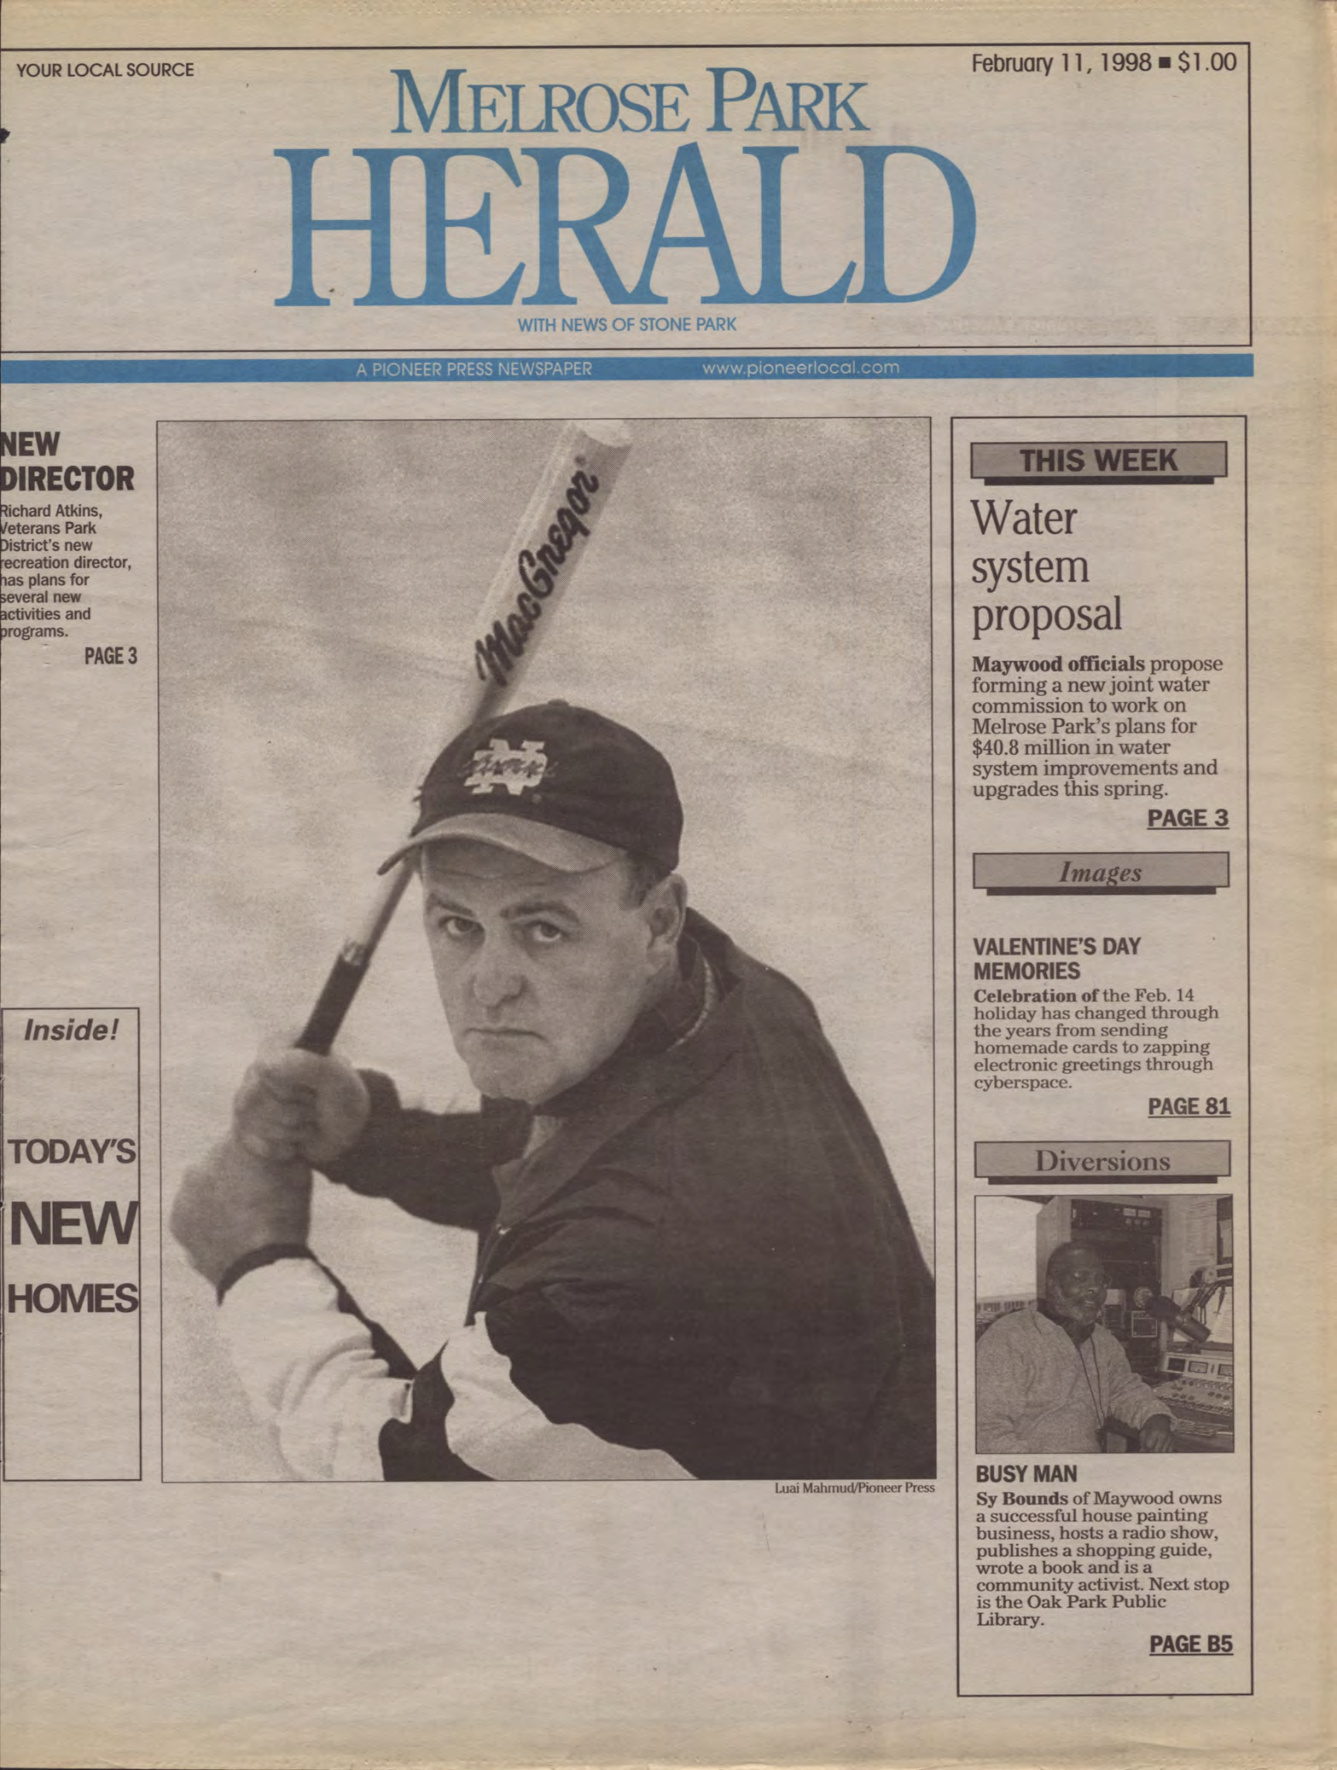 YOUR LOCAL SOURCE
February 11, 1998 ■ $1.00
MELROSE PARK
HERALD
WITH NEWS OF STONE PARK
A PIONEER PRESS NEWSPAPER www.pioneerlocal.com
NEW
DIRECTOR
Richard Atkins,
Veterans Park
District's new
recreation director,
has plans for
several new
activities and
programs.
PAGE 3
Inside!
TODAY'S
NEW
HOMES
MacGregor
ND
Luai Mahmud/Pioneer Press
THIS WEEK
Water
system
proposal
Maywood officials propose
forming a new joint water
commission to work on
Melrose Park's plans for
$40.8 million in water
system improvements and
upgrades this spring.
PAGE 3
Images
VALENTINE'S DAY
MEMORIES
Celebration of the Feb. 14
holiday has changed through
the years from sending
homemade cards to zapping
electronic greetings through
cyberspace.
PAGE 81
Diversions
BUSY MAN
Sy Bounds of Maywood owns
a successful house painting
business, hosts a radio show,
publishes a shopping guide,
wrote a book and is a
community activist. Next stop
is the Oak Park Public
Library.
PAGE B5